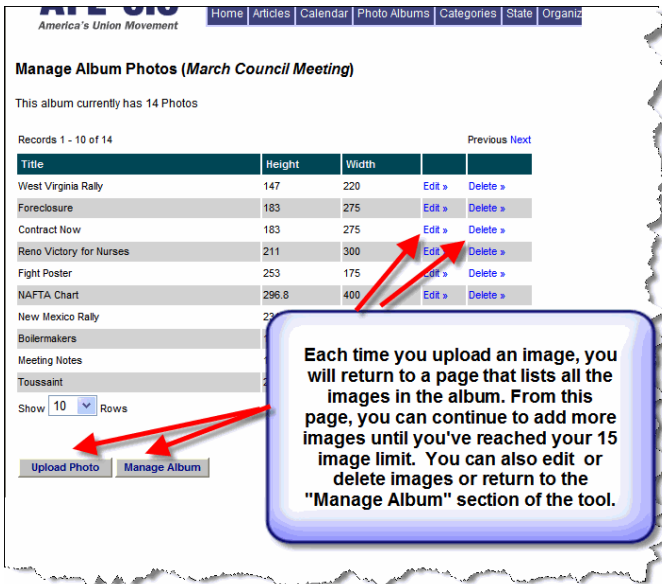 America's Union Movement
Home Articles Calendar Photo Albums Categories State Organiz
Manage Album Photos (March Council Meeting)
This album currently has 14 Photos
Records 1 - 10 of 14 Previous Next
Title Height Width
West Virginia Rally 147 220 Edit » Delete »
Foreclosure 183 275 Edit » Delete »
Contract Now 183 275 Edit » Delete »
Reno Victory for Nurses 211 300 Edit » Delete »
Fight Poster 253 175 Edit » Delete »
NAFTA Chart 296.8 400 Edit » Delete »
New Mexico Rally
Boilermakers
Meeting Notes
Toussaint
Show 10 Rows
Upload Photo Manage Album
Each time you upload an image, you
will return to a page that lists all the
images in the album. From this
page, you can continue to add more
images until you've reached your 15
image limit. You can also edit or
delete images or return to the
"Manage Album" section of the tool.